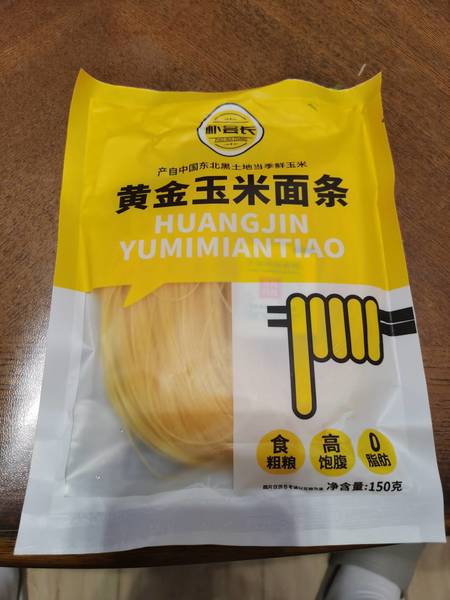 朴会长
产自中国东北黑土地当季鲜玉米
黄金玉米面条
HUANGJIN
YUMIMIANTIAO
食
粗粮
高
饱腹
0
脂肪
净含量:150克